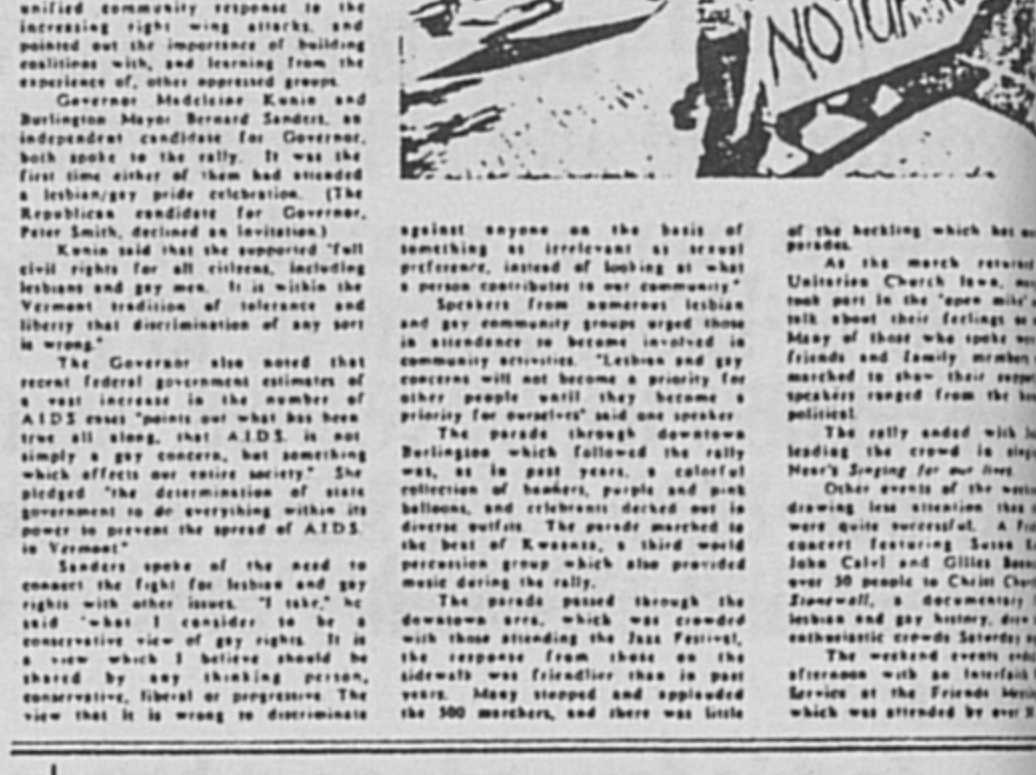 unified community response to the
increasing right wing attacks, and
pointed out the importance of building
coalitions with, and learning from the
experience of, other oppressed groups.
Governor Madeleine Kunin and
Burlington Mayor Bernard Sanders, an
independent candidate for Governor,
both spoke to the rally. It was the
first time either of them had attended
a lesbian/gay pride celebration. (The
Republican candidate for Governor,
Peter Smith, declined an invitation.)
Kunin said that she supported "full
civil rights for all citizens, including
lesbians and gay men. It is within the
Vermont tradition of tolerance and
liberty that discrimination of any sort
is wrong."
The Governor also noted that
recent federal government estimates of
a vast increase in the number of
A.I.D.S. cases "points out what has been
true all along, that A.I.D.S. is not
simply a gay concern, but something
which affects our entire society." She
pledged "the determination of state
government to do everything within its
power to prevent the spread of A.I.D.S.
in Vermont."
Sanders spoke of the need to
connect the fight for lesbian and gay
rights with other issues. "I take," he
said "what I consider to be a
conservative view of gay rights. It is
a view which I believe should be
shared by any thinking person,
conservative, liberal or progressive. The
view that it is wrong to discriminate
against anyone on the basis of
something as irrelevant as sexual
preference, instead of looking at what
a person contributes to our community."
Speakers from numerous lesbian
and gay community groups urged those
in attendence to become involved in
community activities. "Lesbian and gay
concerns will not become a priority for
other people until they become a
priority for ourselves" said one speaker.
The parade through downtown
Burlington which followed the rally
was, as in past years, a colorful
collection of banners, purple and pink
balloons, and celebrants decked out in
diverse outfits. The parade marched to
the beat of Kwaanza, a third world
percussion group which also provided
music during the rally.
The parade passed through the
downtown area, which was crowded
with those attending the Jazz Festival,
the response from those on the
sidewalk was friendlier than in past
years. Many stopped and applauded
the 500 marchers, and there was little
NOT
of the heckling which has
parades.
As the march returned
Unitarian Church lawn,
took part in the "open mike"
talk about their feelings
Many of those who spoke
friends and family
marched to show their
speakers ranged from the
political.
The rally ended with
leading the crowd in
Near's Singing for our lives.
Other events of the
drawing less attention
were quite successful. A
concert featuring Susan
John Calvi and Gilles
over 50 people to Christ
Stonewall, a documentary
lesbian and gay history,
enthusiastic crowds Saturday
The weekend events
afternoon with an Interfaith
Service at the Friends
which was attended by over